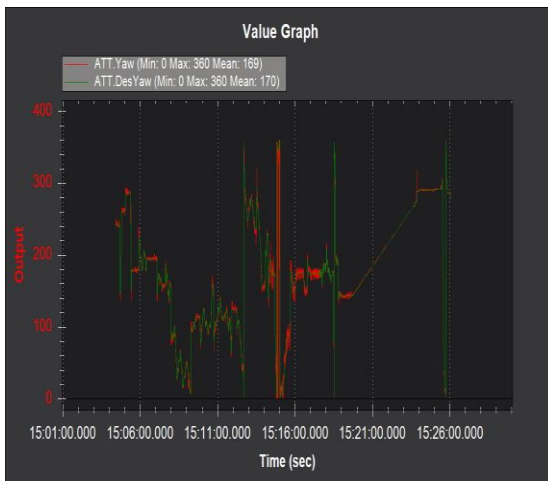 Value Graph
ATT.Yaw (Min: 0 Max: 360 Mean: 169)
ATT.DesYaw (Min: 0 Max: 360 Mean: 170)
400
300
200
100
0
Output
15:01:00.000 15:06:00.000 15:11:00.000 15:16:00.000 15:21:00.000 15:26:00.000
Time (sec)